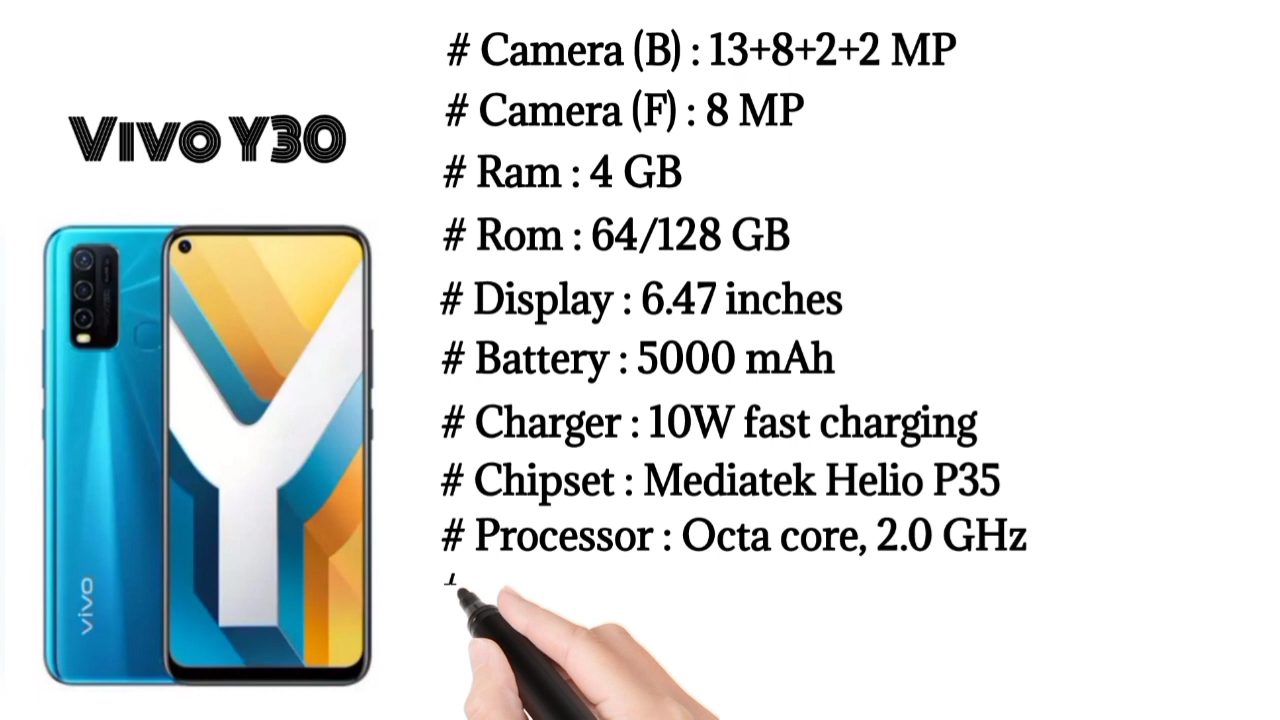 Vivo Y30
vivo
# Camera (B) : 13+8+2+2 MP
# Camera (F) : 8 MP
# Ram : 4 GB
# Rom : 64/128 GB
# Display : 6.47 inches
# Battery : 5000 mAh
# Charger : 10W fast charging
# Chipset : Mediatek Helio P35
# Processor : Octa core, 2.0 GHz